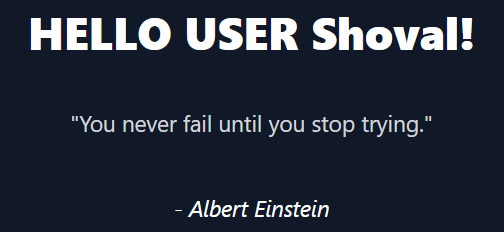 HELLO USER Shoval!
"You never fail until you stop trying."
- Albert Einstein